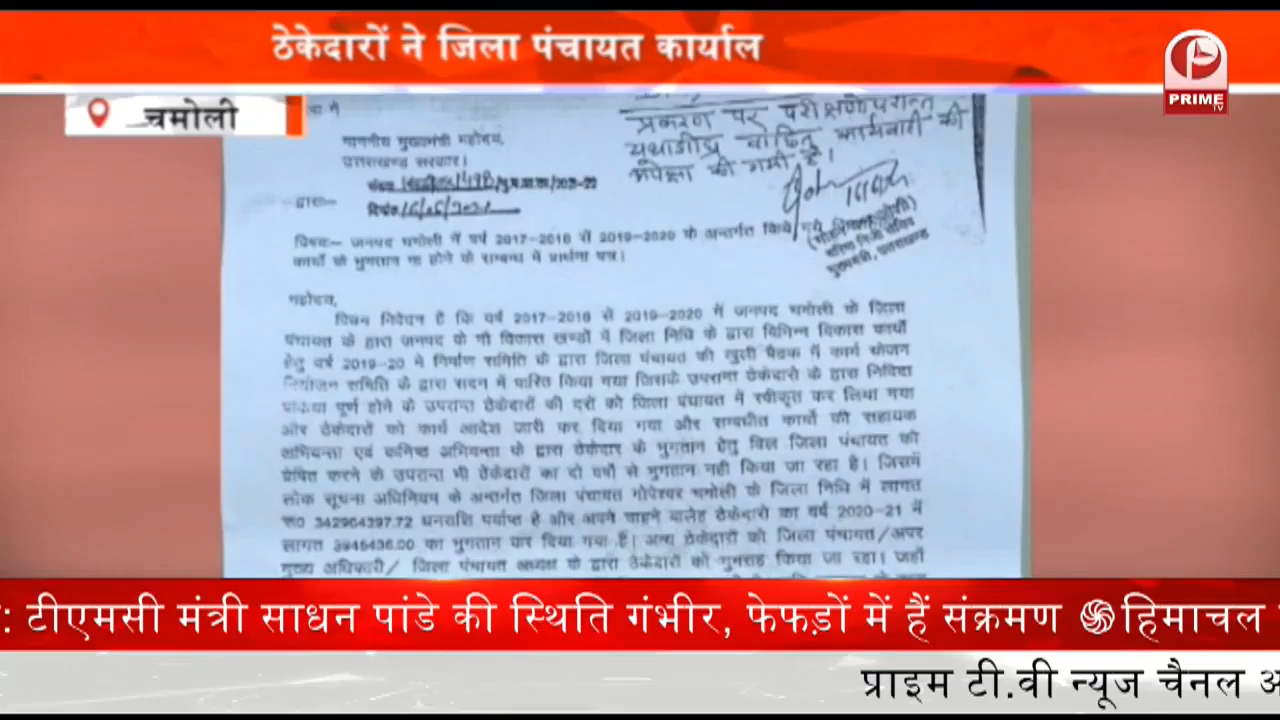 ठेकेदारों ने जिला पंचायत कार्याल
PRIME TV
चमोली
प्रकरण पर परीक्षणोपरान्त
यथाशीघ्र वांछित कार्यवाही की
अपेक्षा की गयी है।
माननीय मुख्यमंत्री महोदय,
उत्तराखण्ड सरकार।
द्वारा:-
विषय:- जनपद चमोली में वर्ष 2017-2018 से 2019-2020 के अन्तर्गत किये गये
कार्यो के भुगतान ना होने के सम्बन्ध में प्रार्थना पत्र।
महोदय,
विनम्र निवेदन है कि वर्ष 2017-2018 से 2019-2020 में जनपद चमोली के जिला
पंचायत के द्वारा जनपद के नौ विकास खण्डों में जिला निधि के द्वारा विभिन्न विकास कार्यो
हेतु वर्ष 2019-20 में निर्माण समिति के द्वारा जिला पंचायत की खुली बैठक में कार्य योजन
नियोजन समिति के द्वारा सदन में पारित किया गया जिसके उपरान्त ठेकेदारो के द्वारा निविदा
प्रकिया पूर्ण होने के उपरान्त ठेकेदारों की दरो को जिला पंचायत में स्वीकृत कर लिया गया
और ठेकेदारों को कार्य आदेश जारी कर दिया गया और सम्बधीत कार्यो की सहायक
अभियन्ता एवं कनिष्ठ अभियन्ता के द्वारा ठेकेदार के भुगतान हेतु बिल जिला पंचायत को
प्रेषित करने के उपरान्त भी ठेकेदारों का दो वर्षो से भुगतान नही किया जा रहा है। जिसमें
लोक सूचना अधिनियम के अन्तर्गत जिला पंचायत गोपेश्वर चमोली के जिला निधि में लागत
रू0 342964397.72 धनराशि पर्याप्त है और अपने चाहने वालेह ठेकेदारो का वर्ष 2020-21 में
लागत 3945436.00 का भुगतान कर दिया गया है। अन्य ठेकेदारों को जिला पंचायत/अपर
मुख्य अधिकारी/ जिला पंचायत अध्यक्ष के द्वारा ठेकेदारों को गुमराह किया जा रहा। जहाँ
: टीएमसी मंत्री साधन पांडे की स्थिति गंभीर, फेफड़ों में हैं संक्रमण हिमाचल
प्राइम टी.वी न्यूज चैनल अ